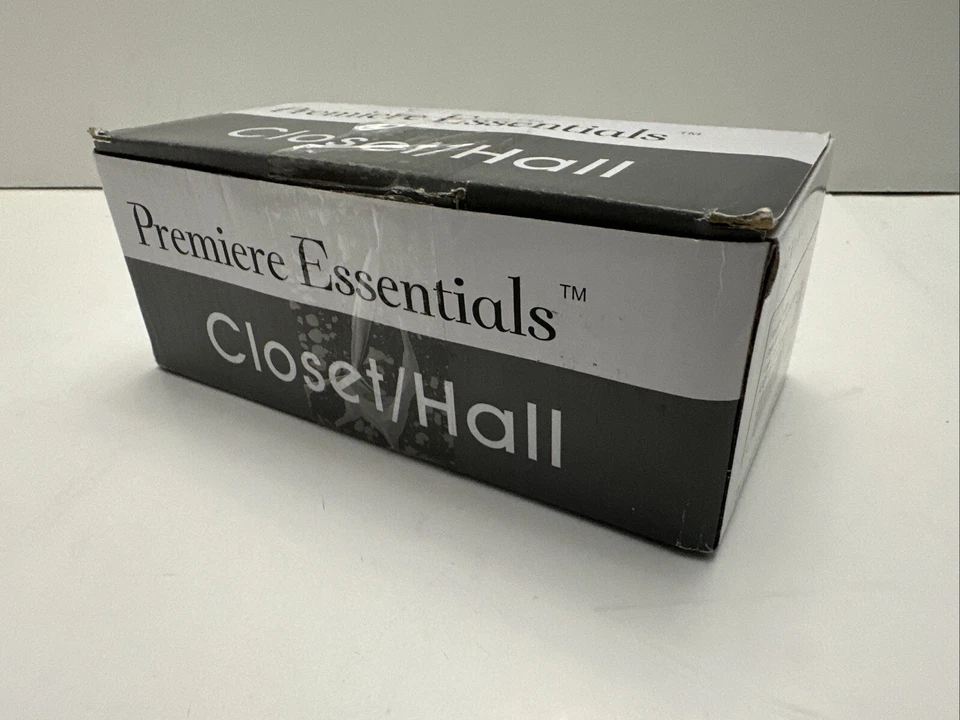 Premiere Essentials™
Closet/Hall
Premiere Essentials™
Closet/Hall